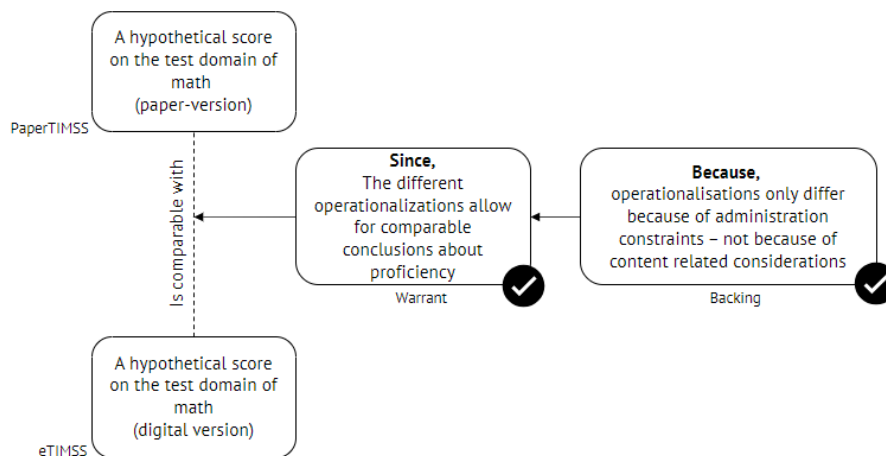 A hypothetical score
on the test domain of
math
(paper-version)
PaperTIMSS
Is comparable with
Since,
The different
operationalizations allow
for comparable
conclusions about
proficiency
Warrant
Because,
operationalisations only differ
because of administration
constraints – not because of
content related considerations
Backing
A hypothetical score
on the test domain of
math
(digital version)
eTIMSS